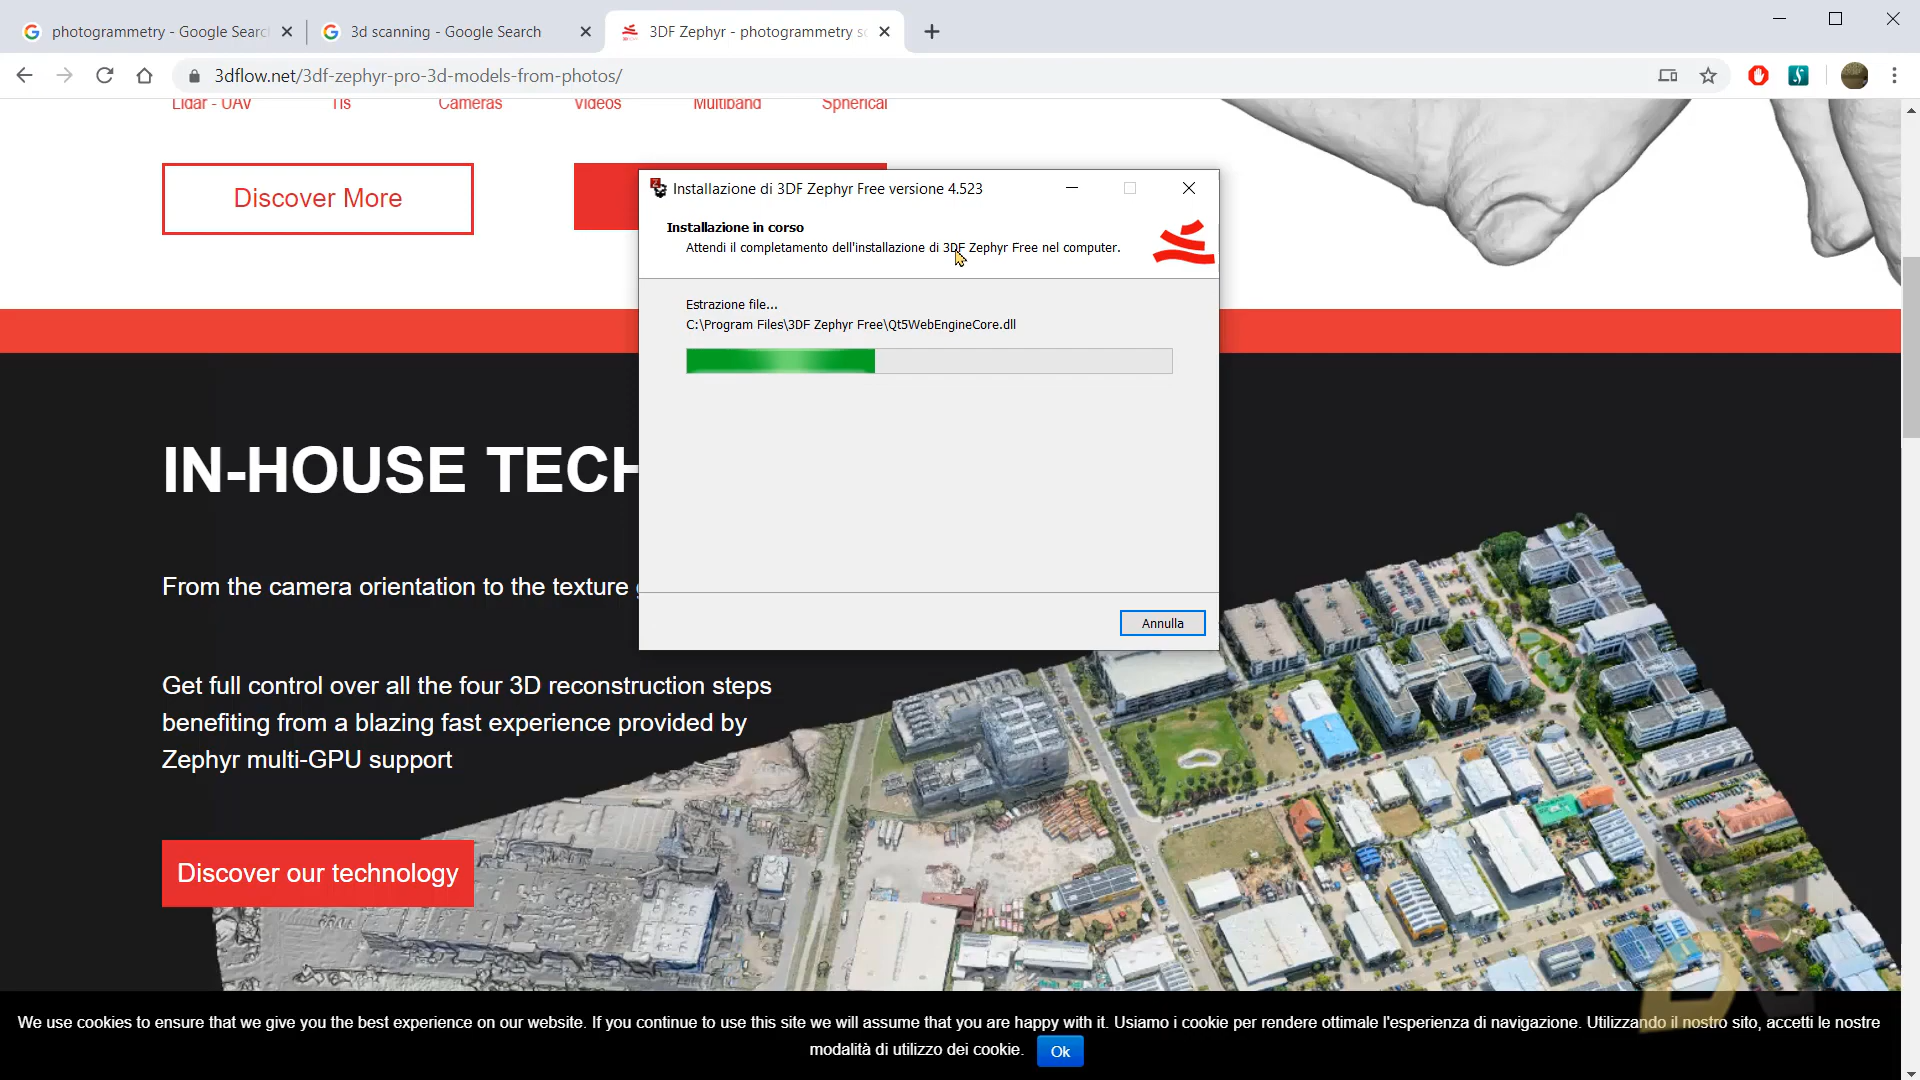 photogrammetry - Google Searc
3d scanning - Google Search
3DF Zephyr - photogrammetry s
3dflow.net/3df-zephyr-pro-3d-models-from-photos/
Lidar - UAV
Tls
Cameras
Videos
Multiband
Spherical
Discover More
Installazione di 3DF Zephyr Free versione 4.523
Installazione in corso
Attendi il completamento dell'installazione di 3DF Zephyr Free nel computer.
Estrazione file...
C:\Program Files\3DF Zephyr Free\Qt5WebEngineCore.dll
Annulla
IN-HOUSE TECH
From the camera orientation to the texture
Get full control over all the four 3D reconstruction steps
benefiting from a blazing fast experience provided by
Zephyr multi-GPU support
Discover our technology
We use cookies to ensure that we give you the best experience on our website. If you continue to use this site we will assume that you are happy with it. Usiamo i cookie per rendere ottimale l'esperienza di navigazione. Utilizzando il nostro sito, accetti le nostre
modalità di utilizzo dei cookie.
Ok